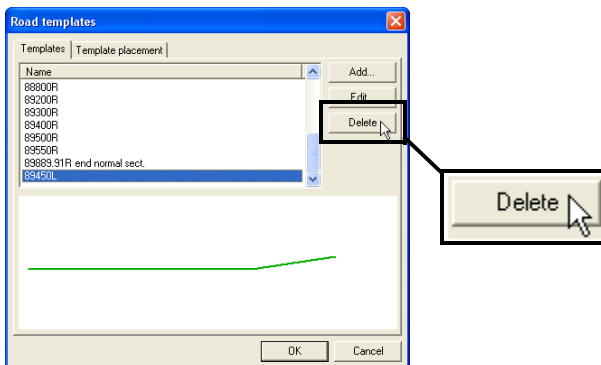 Road templates
Templates Template placement
Name
Add...
88800R
89200R
Edit...
89300R
89400R
Delete
89500R
89550R
89889.91R end normal sect.
89450L
Delete
OK Cancel